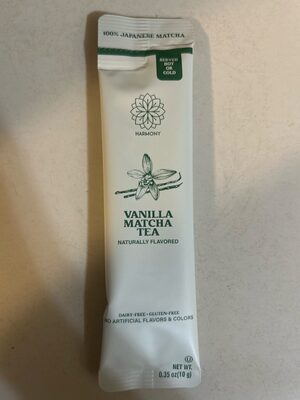 100% JAPANESE MATCHA
SERVED
HOT
OR
COLD
HARMONY
VANILLA
MATCHA
TEA
NATURALLY FLAVORED
DAIRY-FREE • GLUTEN-FREE
NO ARTIFICIAL FLAVORS & COLORS
U
NET WT.
0.35 oz(10 g)